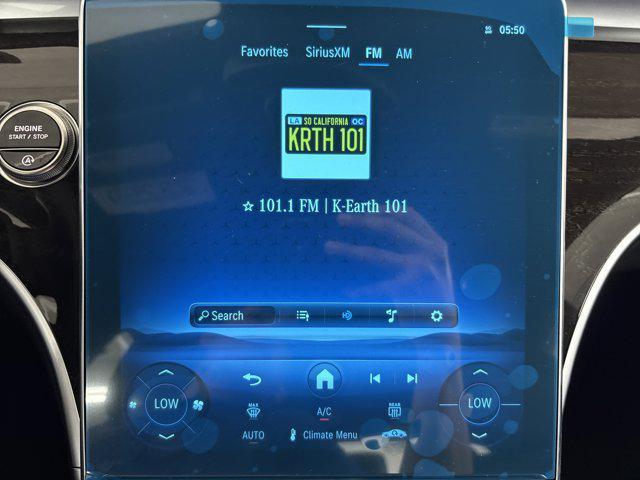 05:50
Favorites SiriusXM FM AM
ENGINE
START / STOP
LA SO CALIFORNIA OC
KRTH 101
101.1 FM | K-Earth 101
Search
LOW
MAX
A/C
REAR
LOW
AUTO
Climate Menu